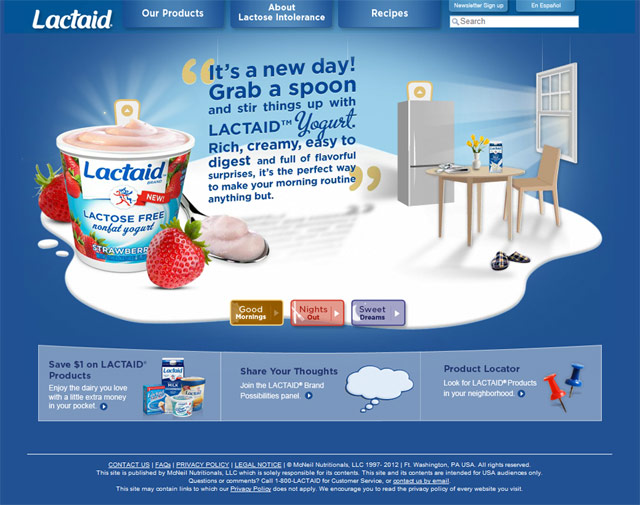 Lactaid
Our Products
About
Lactose Intolerance
Recipes
Newsletter Sign up
En Español
Search
“It’s a new day!
Grab a spoon
and stir things up with
LACTAID™ Yogurt.
Rich, creamy, easy to
digest and full of flavorful
surprises, it’s the perfect way
to make your morning routine
anything but.”
Lactaid
BRAND
NEW!
LACTOSE FREE
nonfat yogurt
STRAWBERRY
Lactaid
Good
Mornings
Nights
Out
Sweet
Dreams
Save $1 on LACTAID®
Products
Enjoy the dairy you love
with a little extra money
in your pocket.
Lactaid
MILK
Share Your Thoughts
Join the LACTAID® Brand
Possibilities panel.
Product Locator
Look for LACTAID® Products
in your neighborhood.
CONTACT US | FAQs | PRIVACY POLICY | LEGAL NOTICE | © McNeil Nutritionals, LLC 1997- 2012 | Ft. Washington, PA USA. All rights reserved.
This site is published by McNeil Nutritionals, LLC which is solely responsible for its contents. This site and its contents are intended for USA audiences only.
Questions or comments? Call 1-800-LACTAID for Customer Service, or contact us by email.
This site may contain links to which our Privacy Policy does not apply. We encourage you to read the privacy policy of every website you visit.